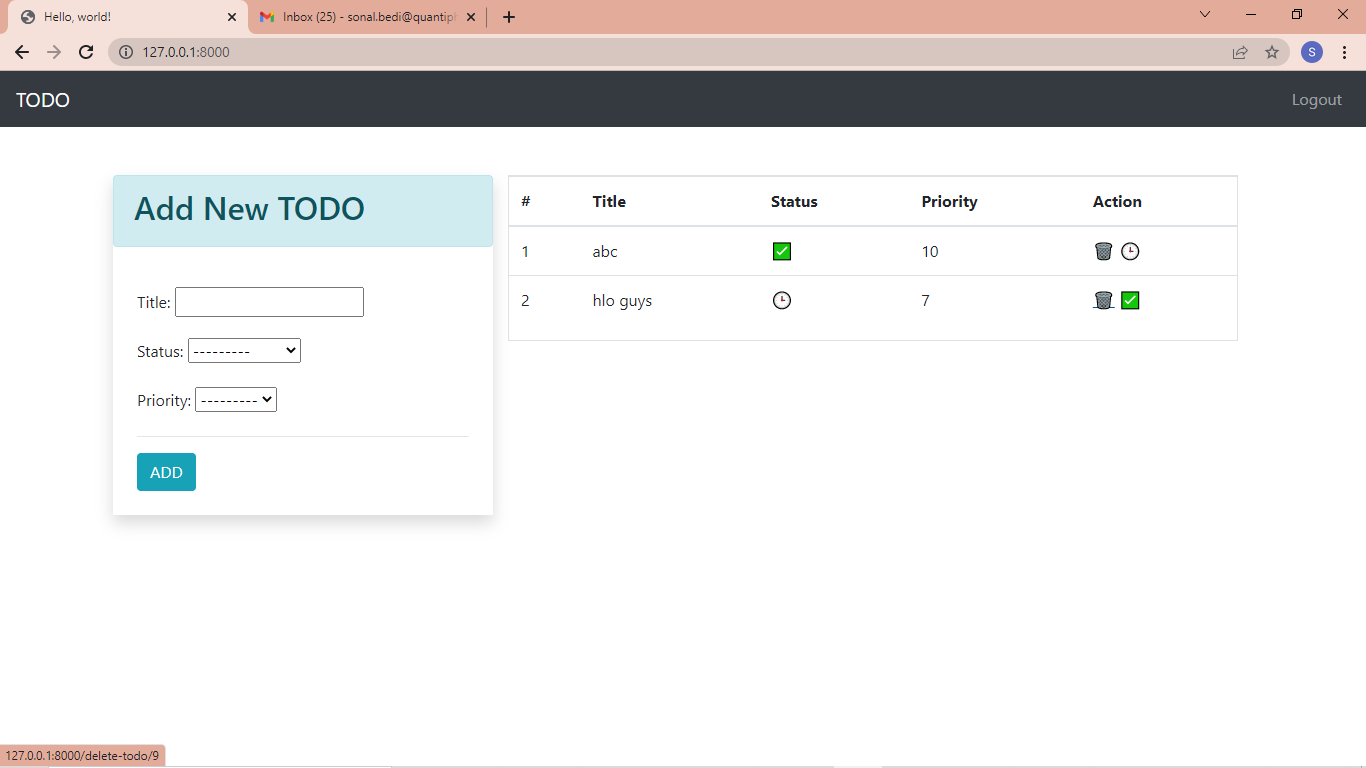 Hello, world!
Inbox (25) - sonal.bedi@quantiph
127.0.0.1:8000
S
TODO
Logout
Add New TODO
Title:
Status: ---------
Priority: ---------
ADD
# Title Status Priority Action
1 abc ✅ 10 🗑 🕒
2 hlo guys 🕒 7 🗑 ✅
127.0.0.1:8000/delete-todo/9